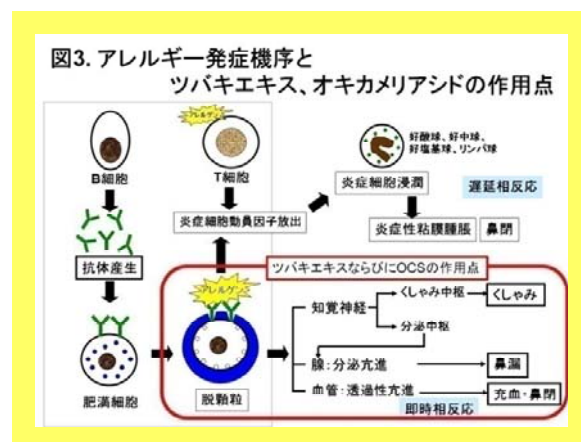 図3. アレルギー発症機序と
ツバキエキス、オキカメリアシドの作用点
アレルゲン
B細胞
T細胞
好酸球、好中球、
好塩基球、リンパ球
炎症細胞浸潤
遅延相反応
炎症細胞動員因子放出
炎症性粘膜腫脹
鼻閉
抗体産生
ツバキエキスならびにOCSの作用点
アレルゲン
知覚神経
くしゃみ中枢
くしゃみ
分泌中枢
腺:分泌亢進
鼻漏
血管:透過性亢進
充血・鼻閉
肥満細胞
脱顆粒
即時相反応